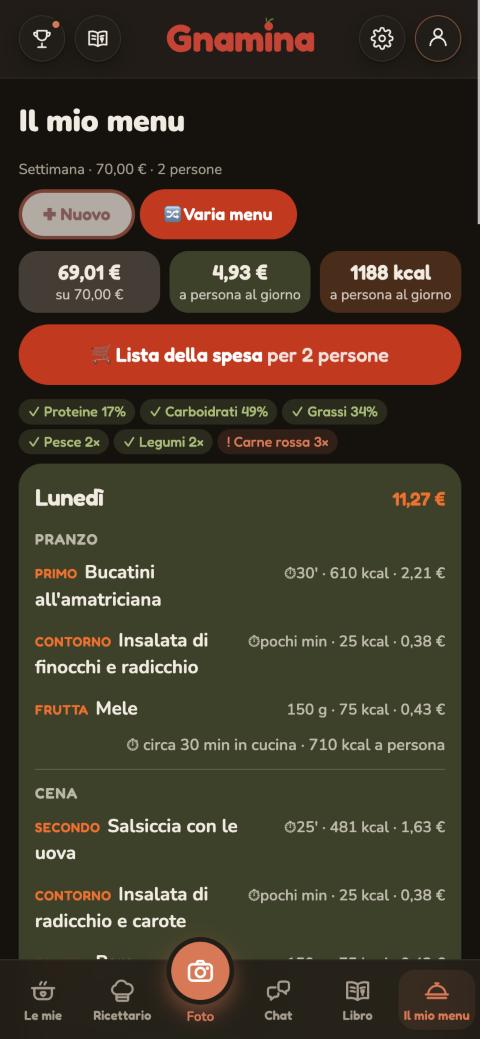 Gnamina
Il mio menu
Settimana · 70,00 € · 2 persone
Nuovo
Varia menu
69,01 €
su 70,00 €
4,93 €
a persona al giorno
1188 kcal
a persona al giorno
Lista della spesa per 2 persone
✓ Proteine 17%
✓ Carboidrati 49%
✓ Grassi 34%
✓ Pesce 2×
✓ Legumi 2×
! Carne rossa 3×
Lunedì
11,27 €
PRANZO
PRIMO Bucatini
all'amatriciana
⏱30' · 610 kcal · 2,21 €
CONTORNO Insalata di
finocchi e radicchio
⏱pochi min · 25 kcal · 0,38 €
FRUTTA Mele
150 g · 75 kcal · 0,43 €
⏱ circa 30 min in cucina · 710 kcal a persona
CENA
SECONDO Salsiccia con le
uova
⏱25' · 481 kcal · 1,63 €
CONTORNO Insalata di
radicchio e carote
⏱pochi min · 25 kcal · 0,38 €
Le mie
Ricettario
Foto
Chat
Libro
Il mio menu